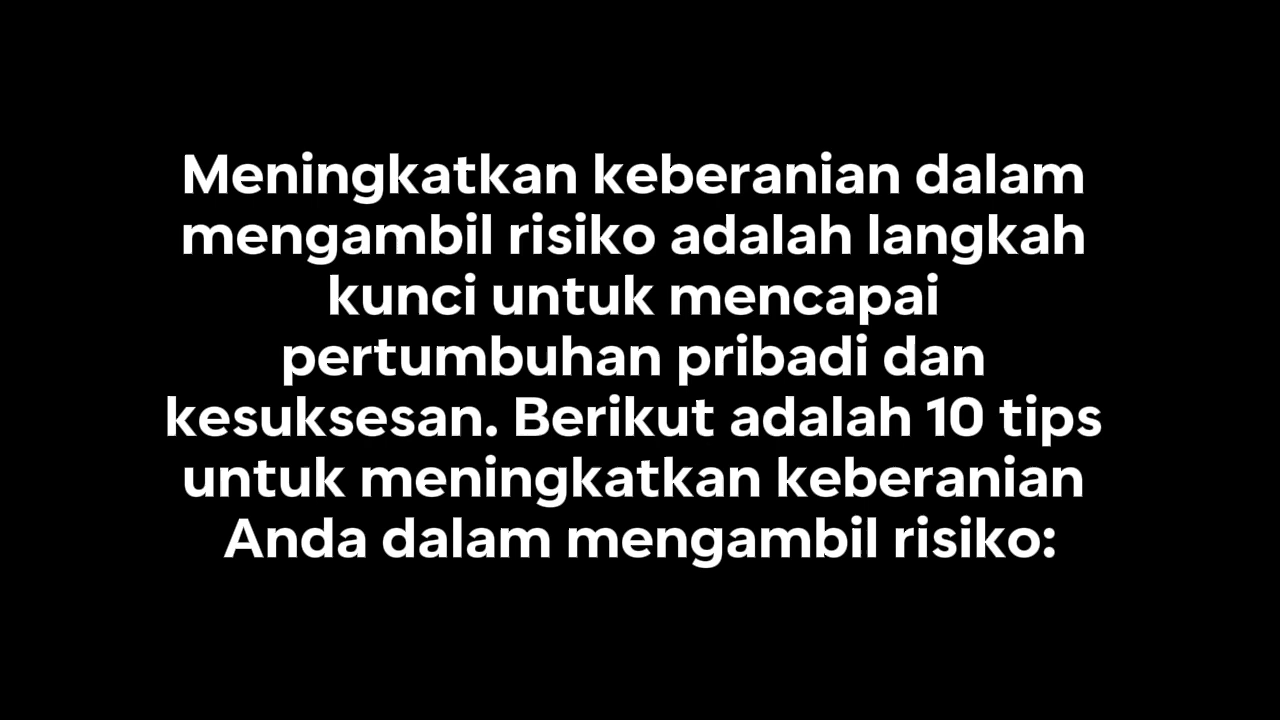 Meningkatkan keberanian dalam
mengambil risiko adalah langkah
kunci untuk mencapai
pertumbuhan pribadi dan
kesuksesan. Berikut adalah 10 tips
untuk meningkatkan keberanian
Anda dalam mengambil risiko: